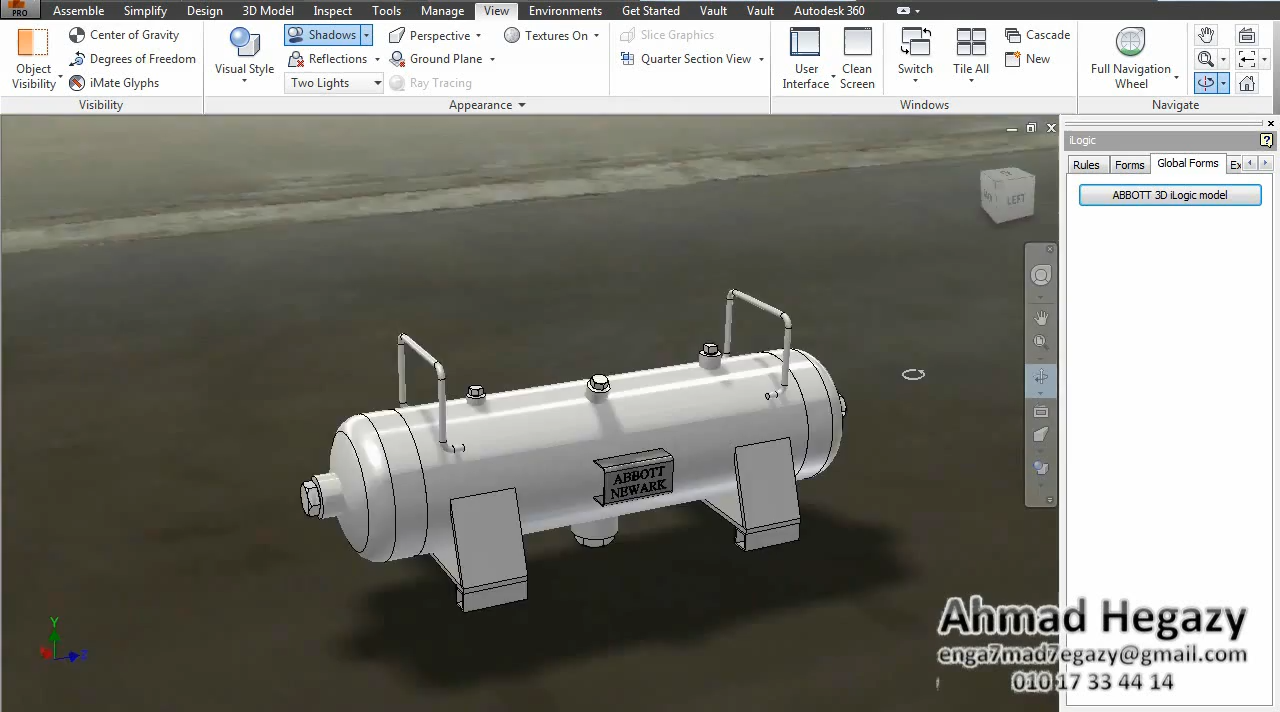 PRO
Assemble Simplify Design 3D Model Inspect Tools Manage View Environments Get Started Vault Vault Autodesk 360
Object Visibility
Center of Gravity
Degrees of Freedom
iMate Glyphs
Visibility
Visual Style
Shadows
Reflections
Two Lights
Perspective
Ground Plane
Ray Tracing
Textures On
Slice Graphics
Quarter Section View
Appearance
User Interface
Clean Screen
Switch
Tile All
Cascade
New
Windows
Full Navigation Wheel
Navigate
iLogic
Rules Forms Global Forms Ex
ABBOTT 3D iLogic model
LEFT
ABBOTT
NEWARK
Y
Z
Ahmad Hegazy
enga7mad7egazy@gmail.com
010 17 33 44 14